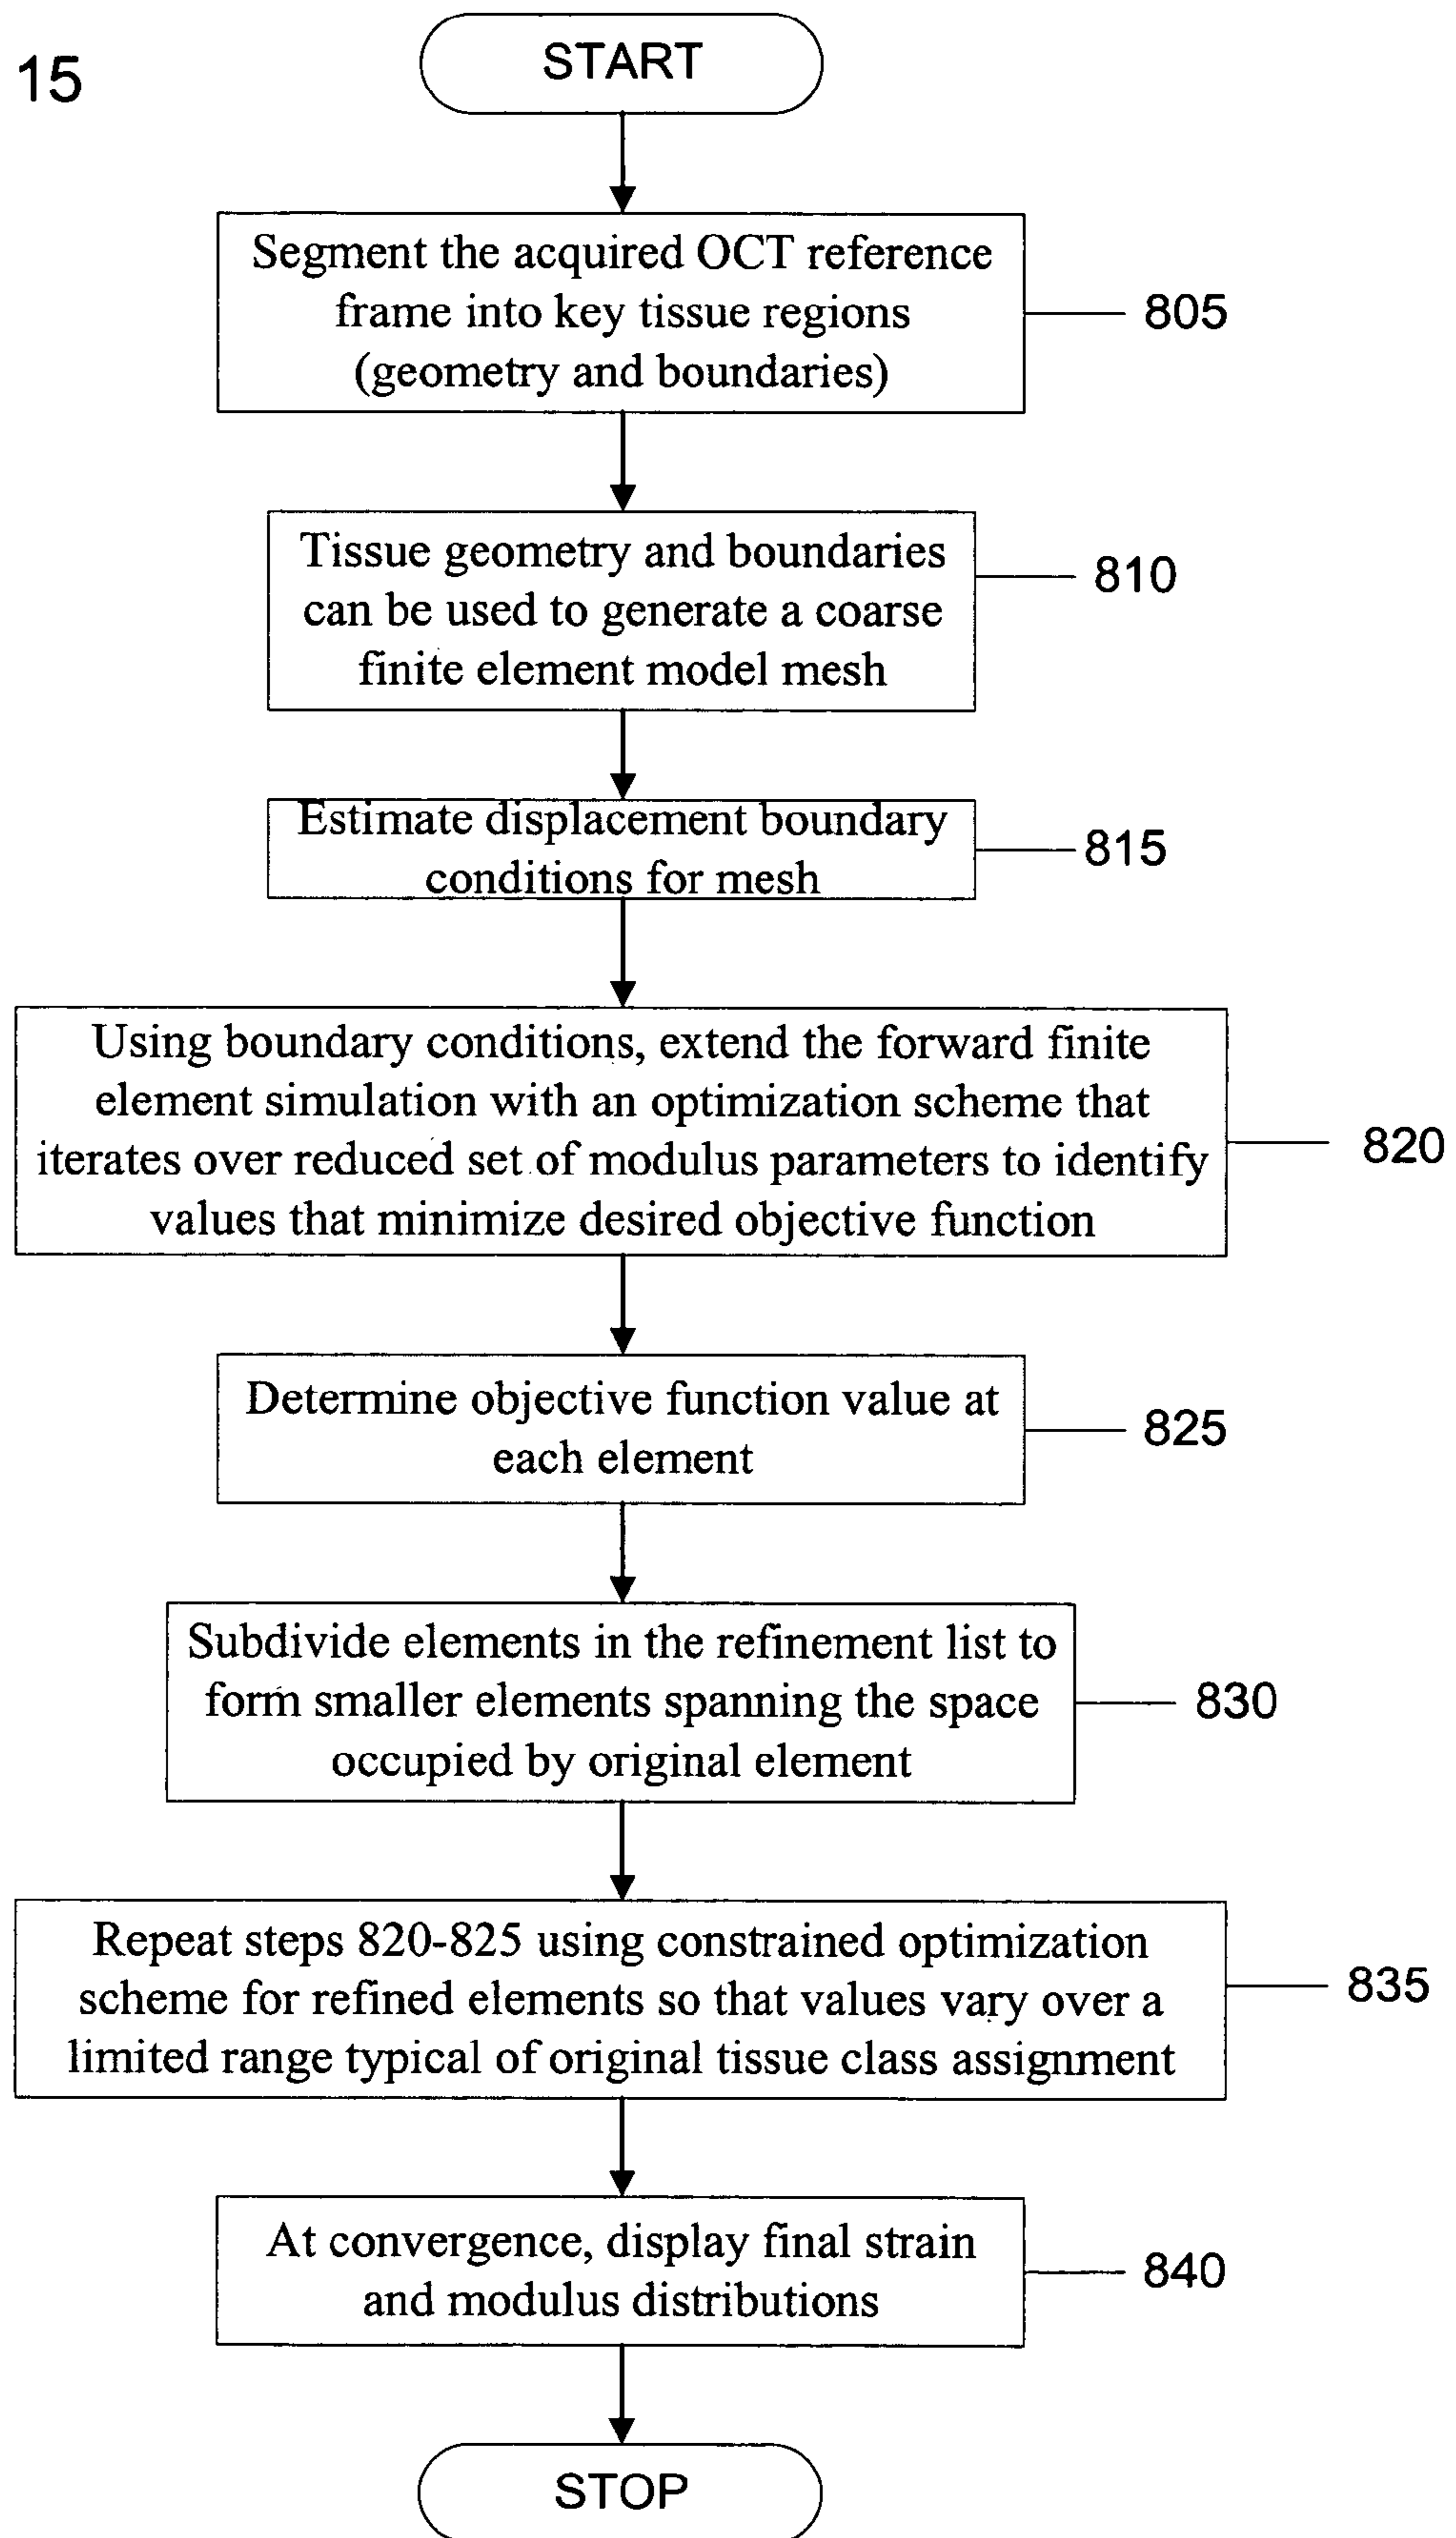 15
START
Segment the acquired OCT reference
frame into key tissue regions
(geometry and boundaries)
805
Tissue geometry and boundaries
can be used to generate a coarse
finite element model mesh
810
Estimate displacement boundary
conditions for mesh
815
Using boundary conditions, extend the forward finite
element simulation with an optimization scheme that
iterates over reduced set of modulus parameters to identify
values that minimize desired objective function
820
Determine objective function value at
each element
825
Subdivide elements in the refinement list to
form smaller elements spanning the space
occupied by original element
830
Repeat steps 820-825 using constrained optimization
scheme for refined elements so that values vary over a
limited range typical of original tissue class assignment
835
At convergence, display final strain
and modulus distributions
840
STOP